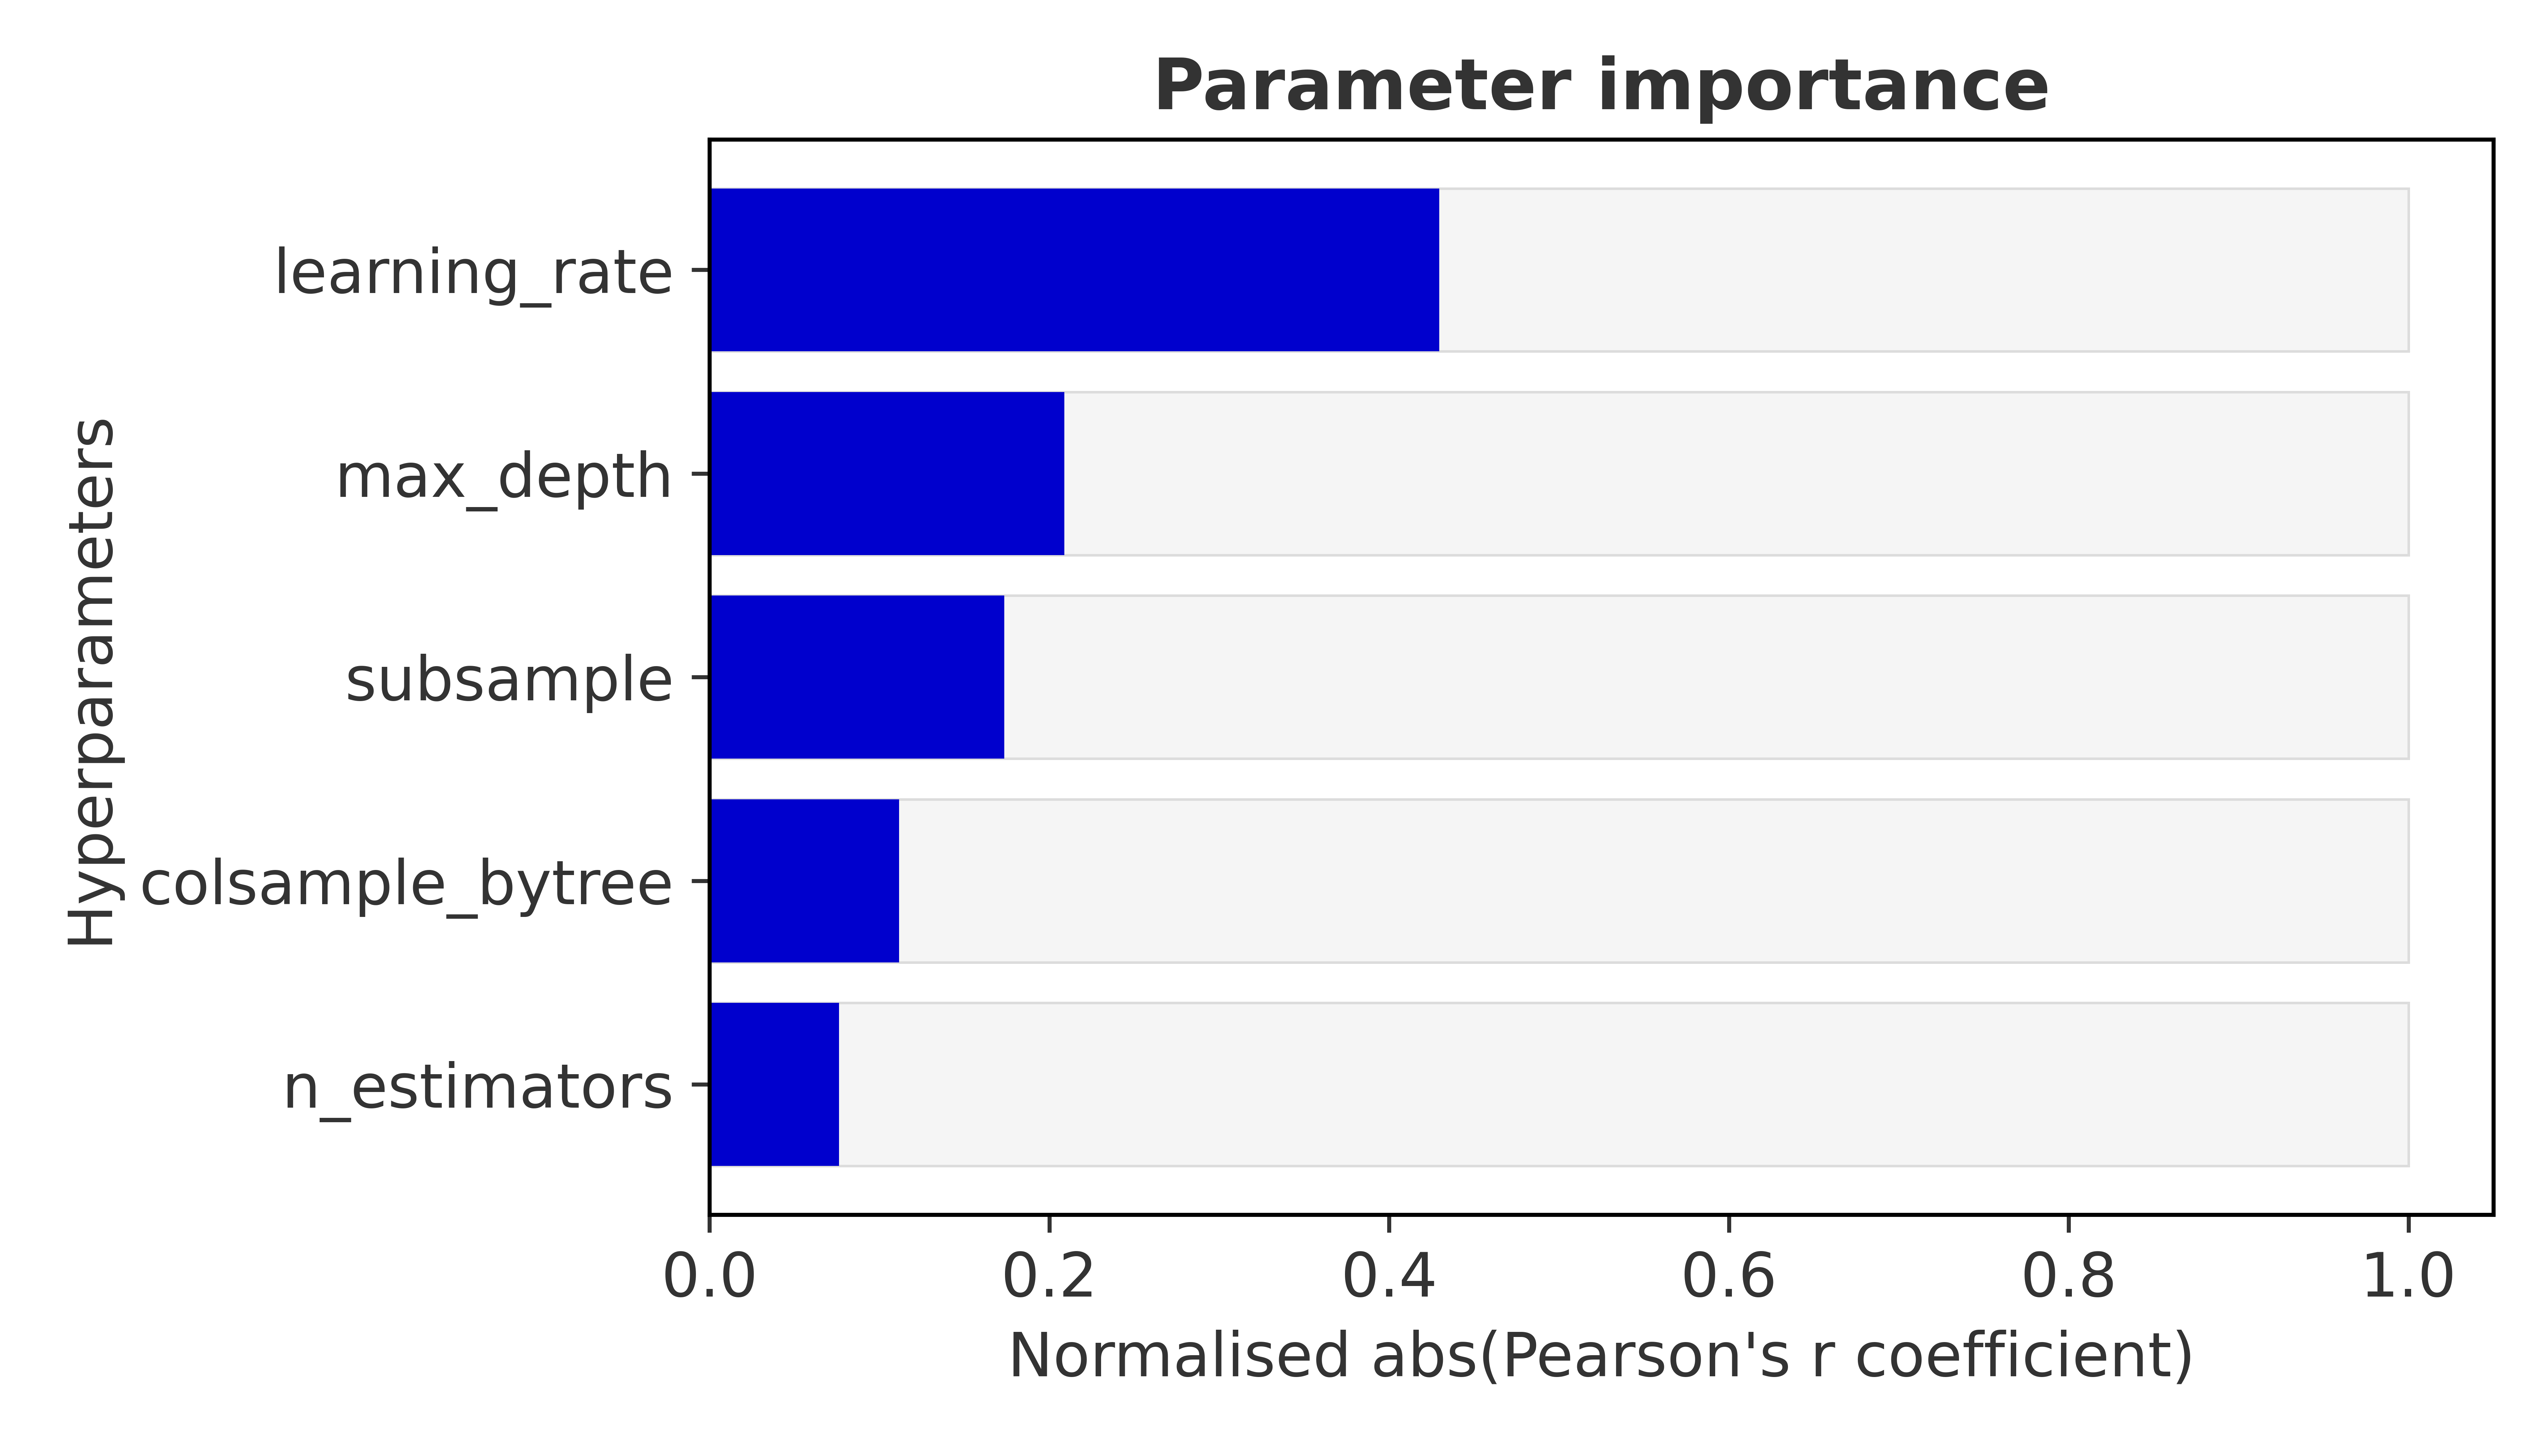 Parameter importance
Hyperparameters
learning_rate
max_depth
subsample
colsample_bytree
n_estimators
0.0 0.2 0.4 0.6 0.8 1.0
Normalised abs(Pearson's r coefficient)